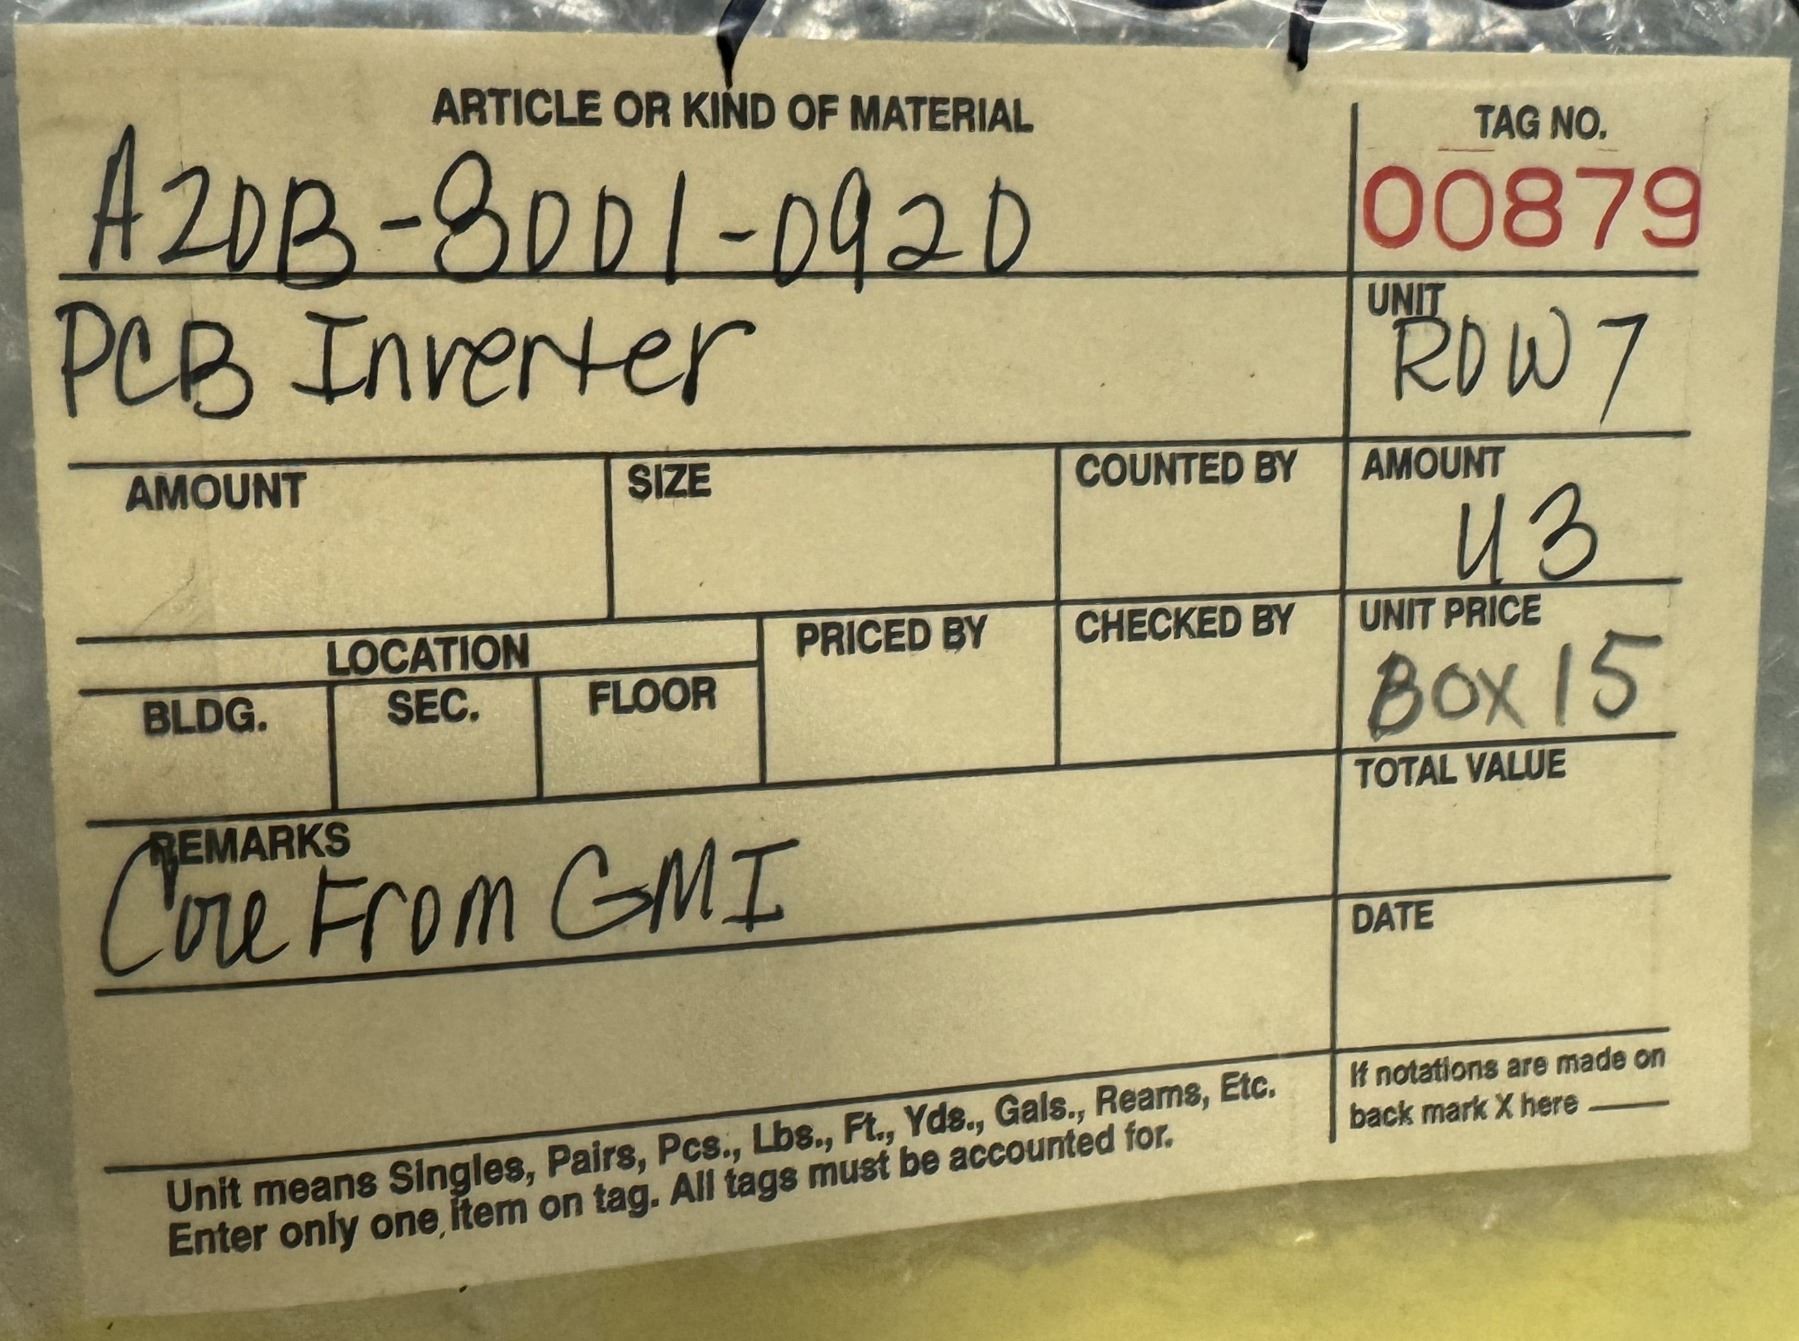 ARTICLE OR KIND OF MATERIAL
TAG NO.
A20B-8001-0920
00879
PCB Inverter
UNIT
ROW 7
AMOUNT
SIZE
COUNTED BY
AMOUNT
U3
LOCATION
PRICED BY
CHECKED BY
UNIT PRICE
BOX 15
BLDG.
SEC.
FLOOR
TOTAL VALUE
REMARKS
Core From GMI
DATE
If notations are made on
back mark X here
Unit means Singles, Pairs, Pcs., Lbs., Ft., Yds., Gals., Reams, Etc.
Enter only one item on tag. All tags must be accounted for.